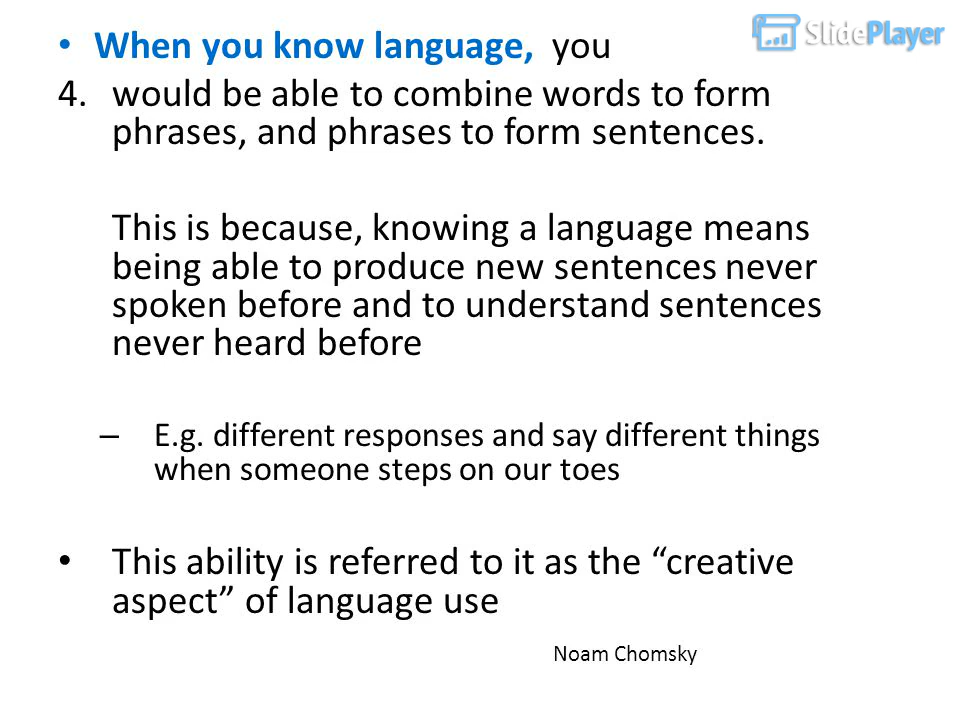 SlidePlayer
• When you know language, you
4. would be able to combine words to form
phrases, and phrases to form sentences.
This is because, knowing a language means
being able to produce new sentences never
spoken before and to understand sentences
never heard before
– E.g. different responses and say different things
when someone steps on our toes
• This ability is referred to it as the “creative
aspect” of language use
Noam Chomsky